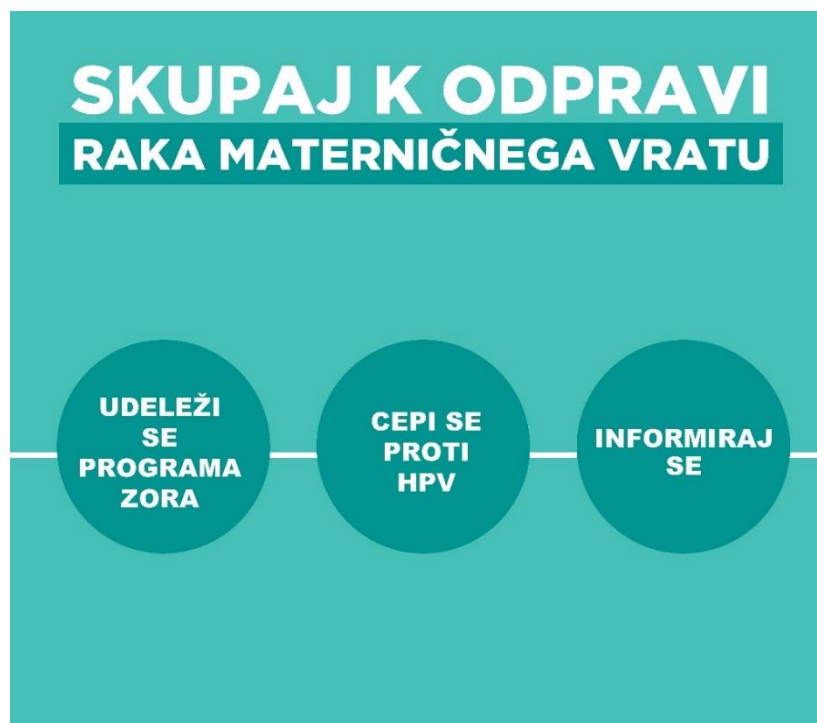 SKUPAJ K ODPRAVI
RAKA MATERNIČNEGA VRATU
UDELEŽI
SE
PROGRAMA
ZORA
CEPI SE
PROTI
HPV
INFORMIRAJ
SE